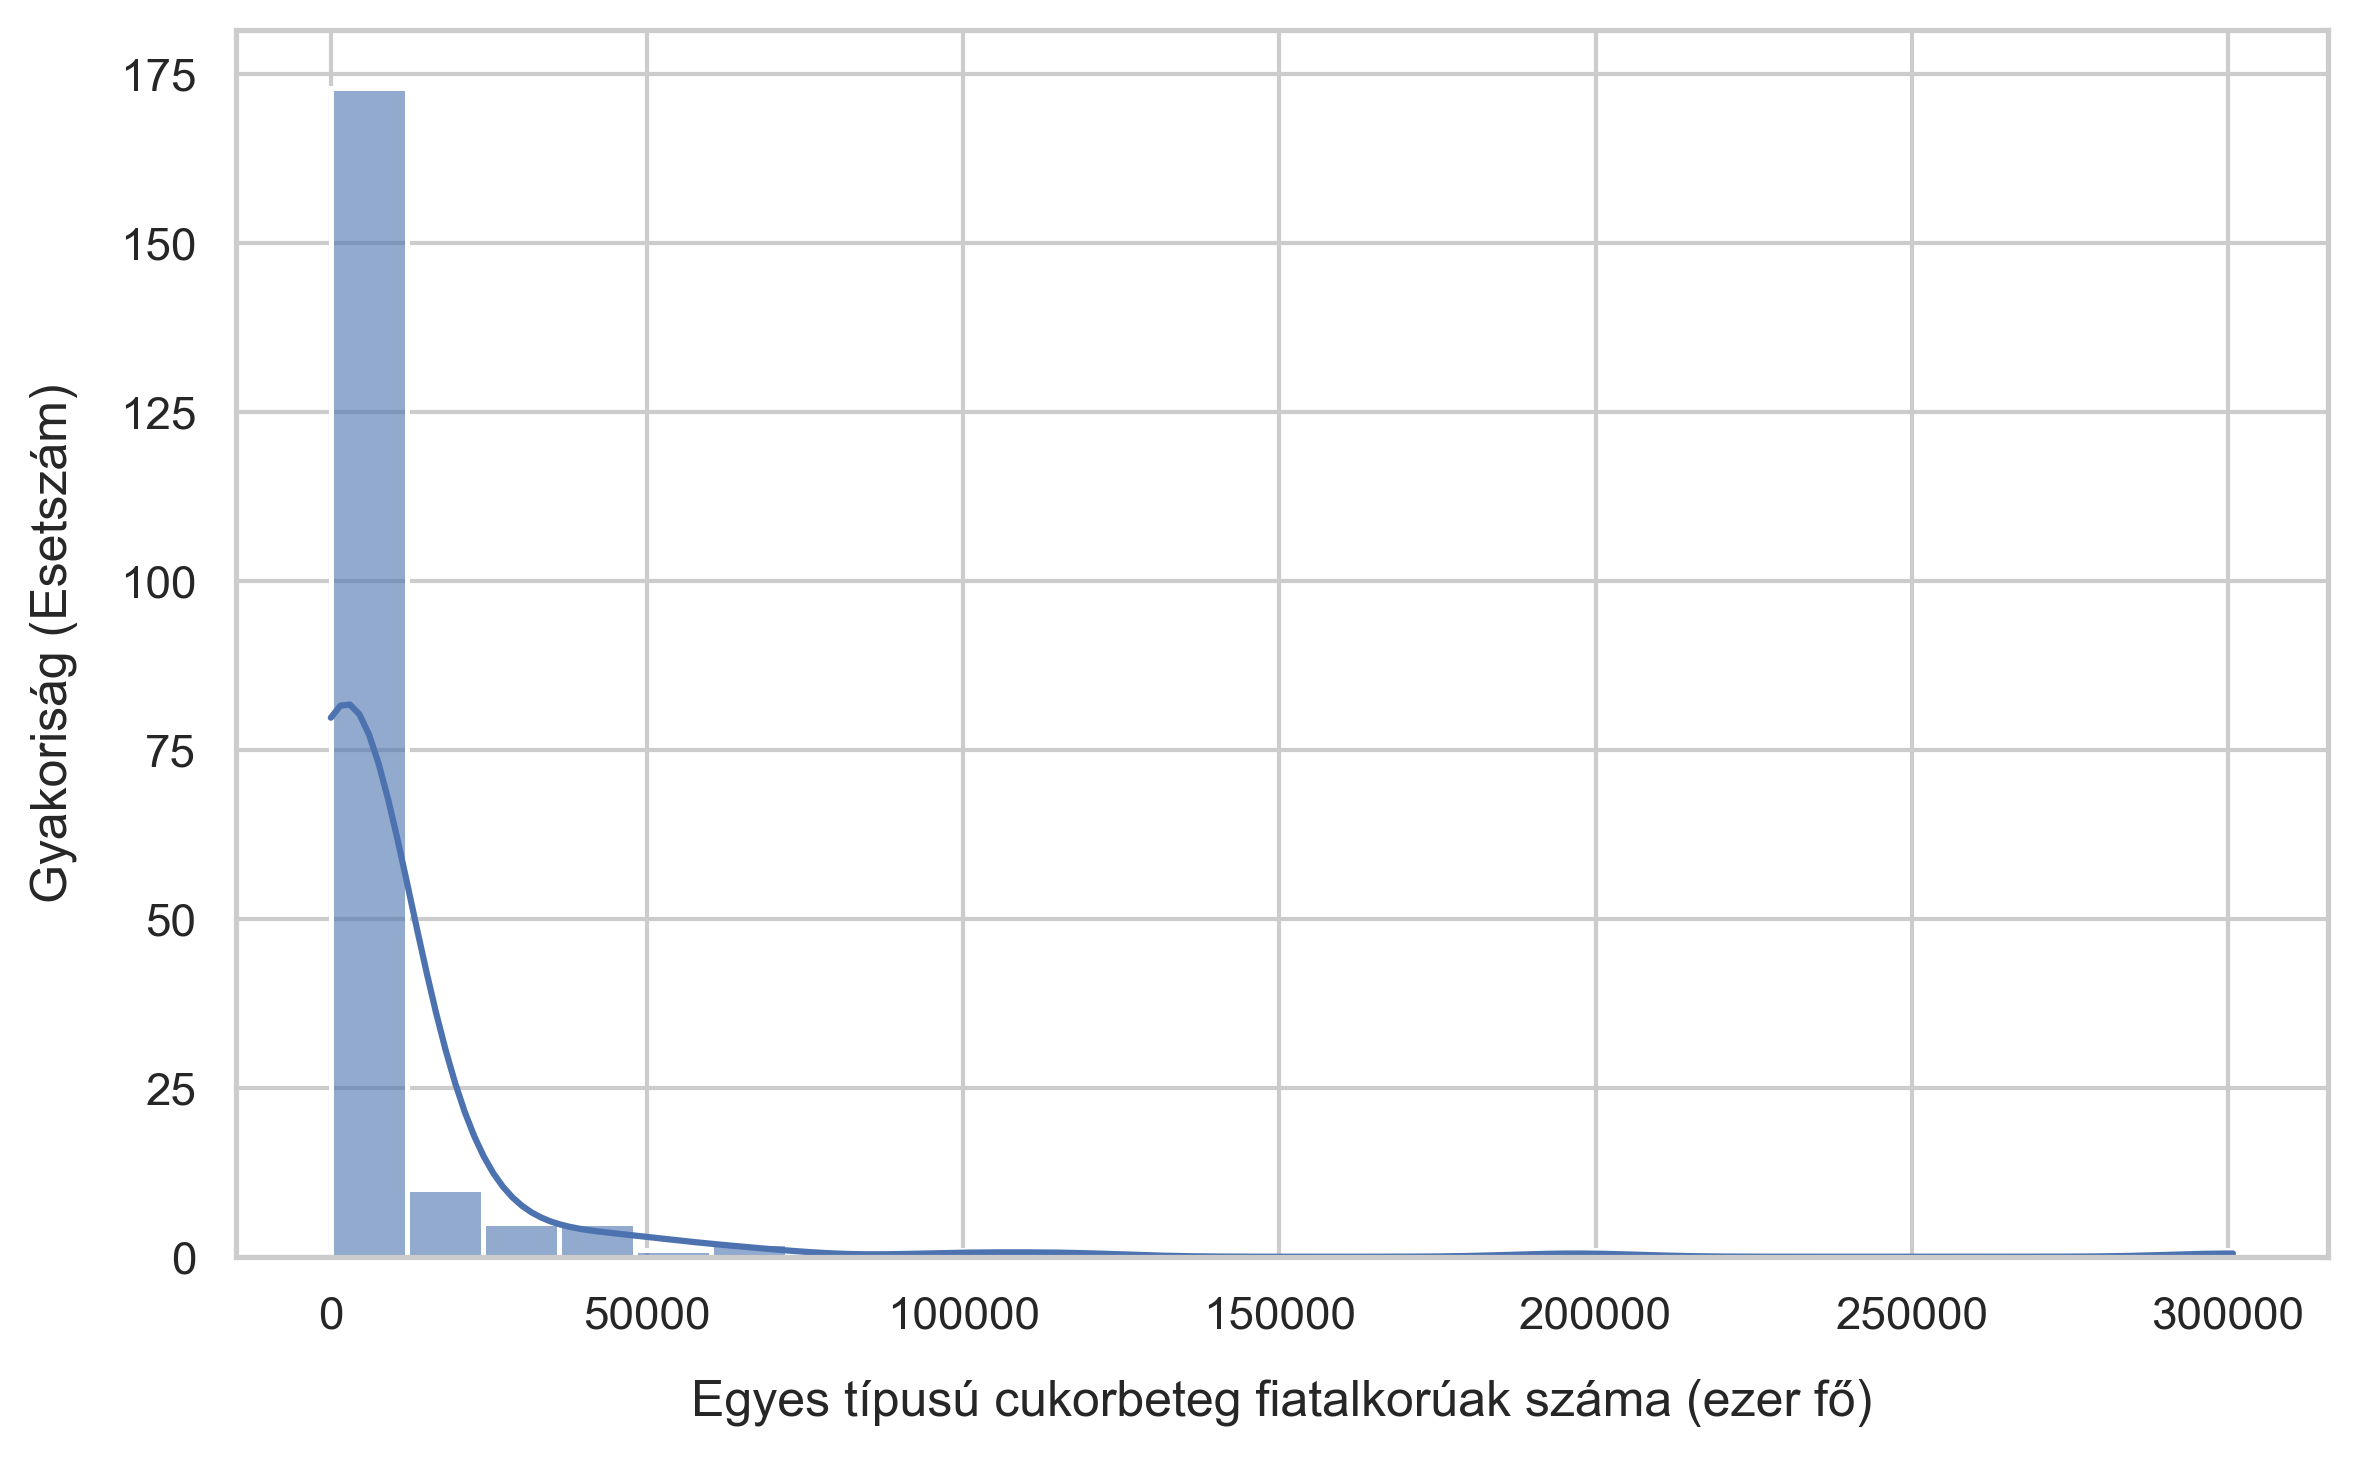 Gyakoriság (Esetszám)
175
150
125
100
75
50
25
0
0 50000 100000 150000 200000 250000 300000
Egyes típusú cukorbeteg fiatalkorúak száma (ezer fő)